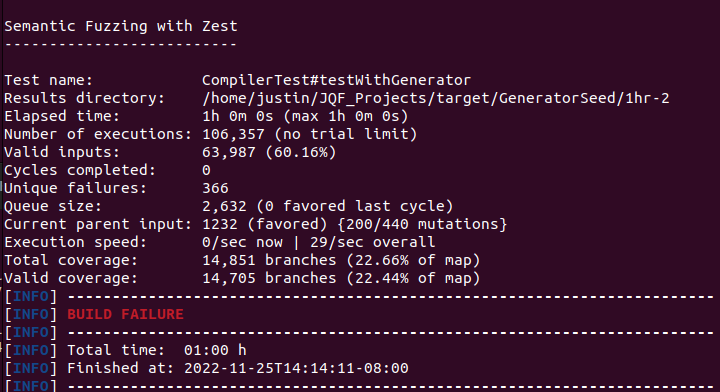 Semantic Fuzzing with Zest
---------------------------
Test name:            CompilerTest#testWithGenerator
Results directory:    /home/justin/JQF_Projects/target/GeneratorSeed/1hr-2
Elapsed time:         1h 0m 0s (max 1h 0m 0s)
Number of executions: 106,357 (no trial limit)
Valid inputs:         63,987 (60.16%)
Cycles completed:     0
Unique failures:      366
Queue size:           2,632 (0 favored last cycle)
Current parent input: 1232 (favored) {200/440 mutations}
Execution speed:      0/sec now | 29/sec overall
Total coverage:       14,851 branches (22.66% of map)
Valid coverage:       14,705 branches (22.44% of map)
[INFO] ------------------------------------------------------------------------
[INFO] BUILD FAILURE
[INFO] ------------------------------------------------------------------------
[INFO] Total time:  01:00 h
[INFO] Finished at: 2022-11-25T14:14:11-08:00
[INFO] ------------------------------------------------------------------------